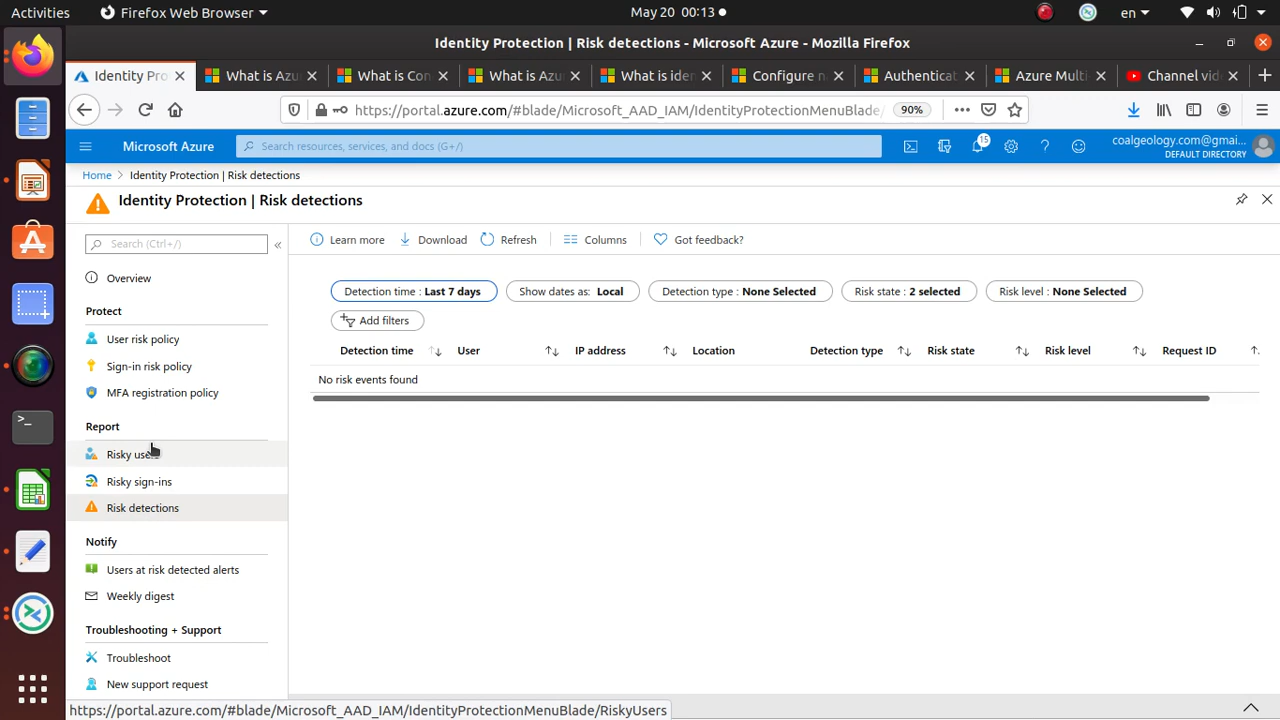 Activities
Firefox Web Browser
May 20 00:13
en
Identity Protection | Risk detections - Microsoft Azure - Mozilla Firefox
Identity Pro
What is Azu
What is Con
What is Azu
What is iden
Configure n
Authenticat
Azure Multi
Channel vid
https://portal.azure.com/#blade/Microsoft_AAD_IAM/IdentityProtectionMenuBlade/
90%
Microsoft Azure
Search resources, services, and docs (G+/)
15
coalgeology.com@gmai...
DEFAULT DIRECTORY
Home > Identity Protection | Risk detections
Identity Protection | Risk detections
Search (Ctrl+/)
Learn more
Download
Refresh
Columns
Got feedback?
Overview
Protect
User risk policy
Sign-in risk policy
MFA registration policy
Report
Risky users
Risky sign-ins
Risk detections
Notify
Users at risk detected alerts
Weekly digest
Troubleshooting + Support
Troubleshoot
New support request
Detection time : Last 7 days
Show dates as: Local
Detection type : None Selected
Risk state : 2 selected
Risk level : None Selected
Add filters
Detection time
User
IP address
Location
Detection type
Risk state
Risk level
Request ID
No risk events found
https://portal.azure.com/#blade/Microsoft_AAD_IAM/IdentityProtectionMenuBlade/RiskyUsers